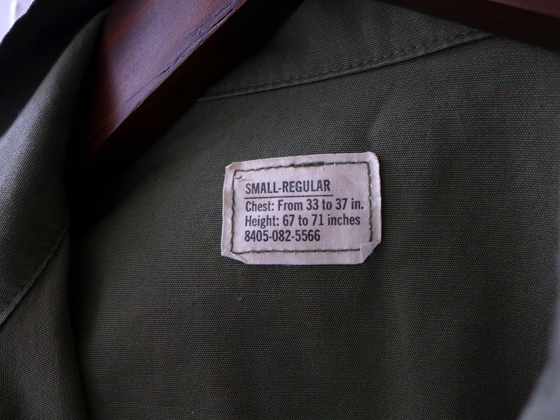 SMALL-REGULAR
Chest: From 33 to 37 in.
Height: 67 to 71 inches
8405-082-5566